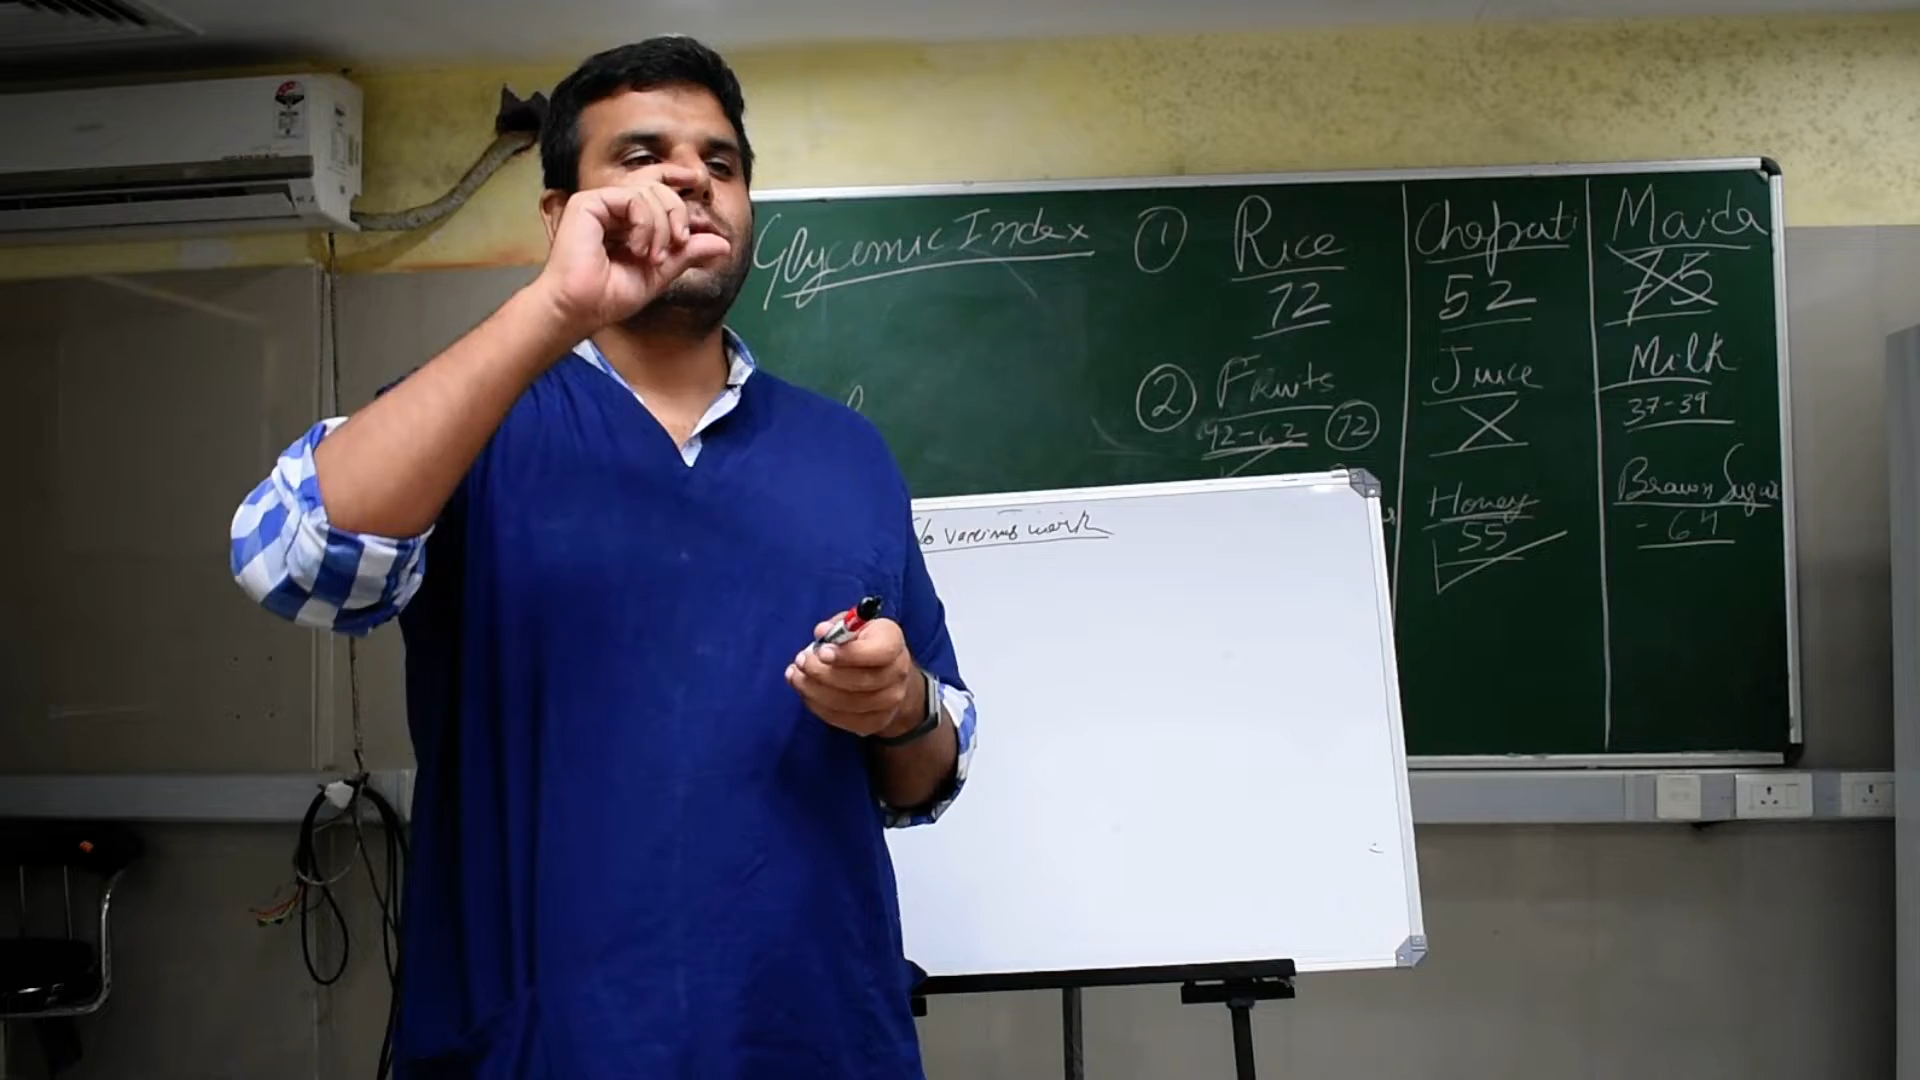 Glycemic Index
① Rice Chapati Maida
72 52 75
② Fruits Juice Milk
42-62 72 X 37-39
Honey Brown Sugar
55 - 64
work